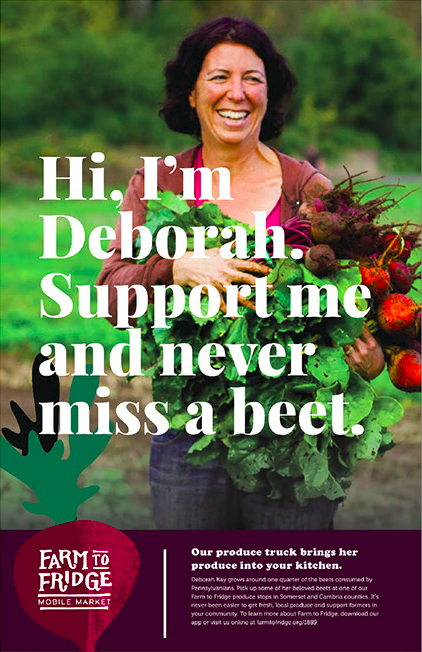 Hi, I'm
Deborah.
Support me
and never
miss a beet.
FARM TO
FRIDGE
MOBILE MARKET
Our produce truck brings her
produce into your kitchen.
Deborah Kay grows around one quarter of the beets consumed by
Pennsylvanians. Pick up some of her beloved beets at one of our
Farm to Fridge produce stops in Somerset and Cambria counties. It's
never been easier to get fresh, local produce and support farmers in
your community. To learn more about Farm to Fridge, download our
app or visit us online at farmtofridge.org/1889.